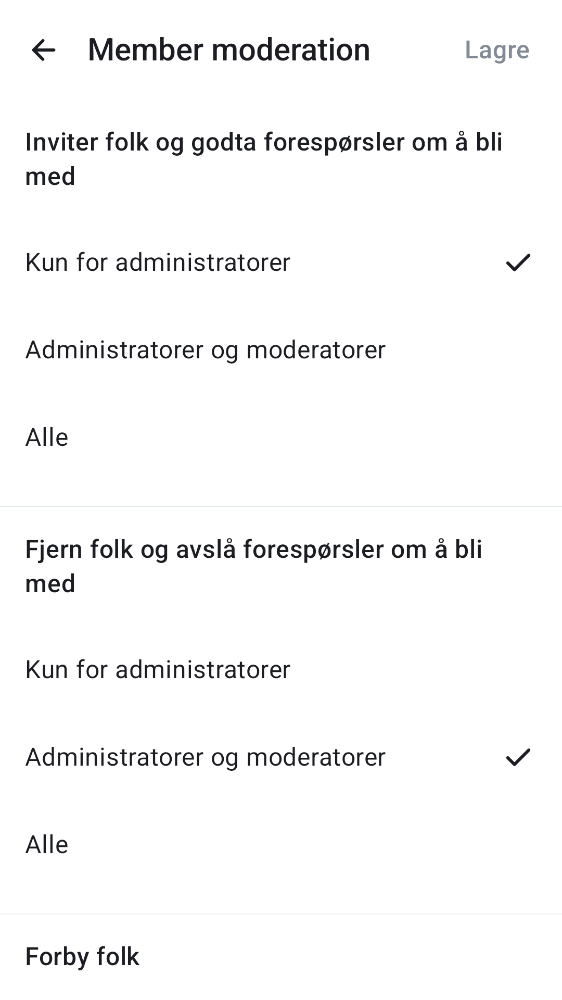 Member moderation
Lagre
Inviter folk og godta forespørsler om å bli
med
Kun for administratorer
Administratorer og moderatorer
Alle
Fjern folk og avslå forespørsler om å bli
med
Kun for administratorer
Administratorer og moderatorer
Alle
Forby folk